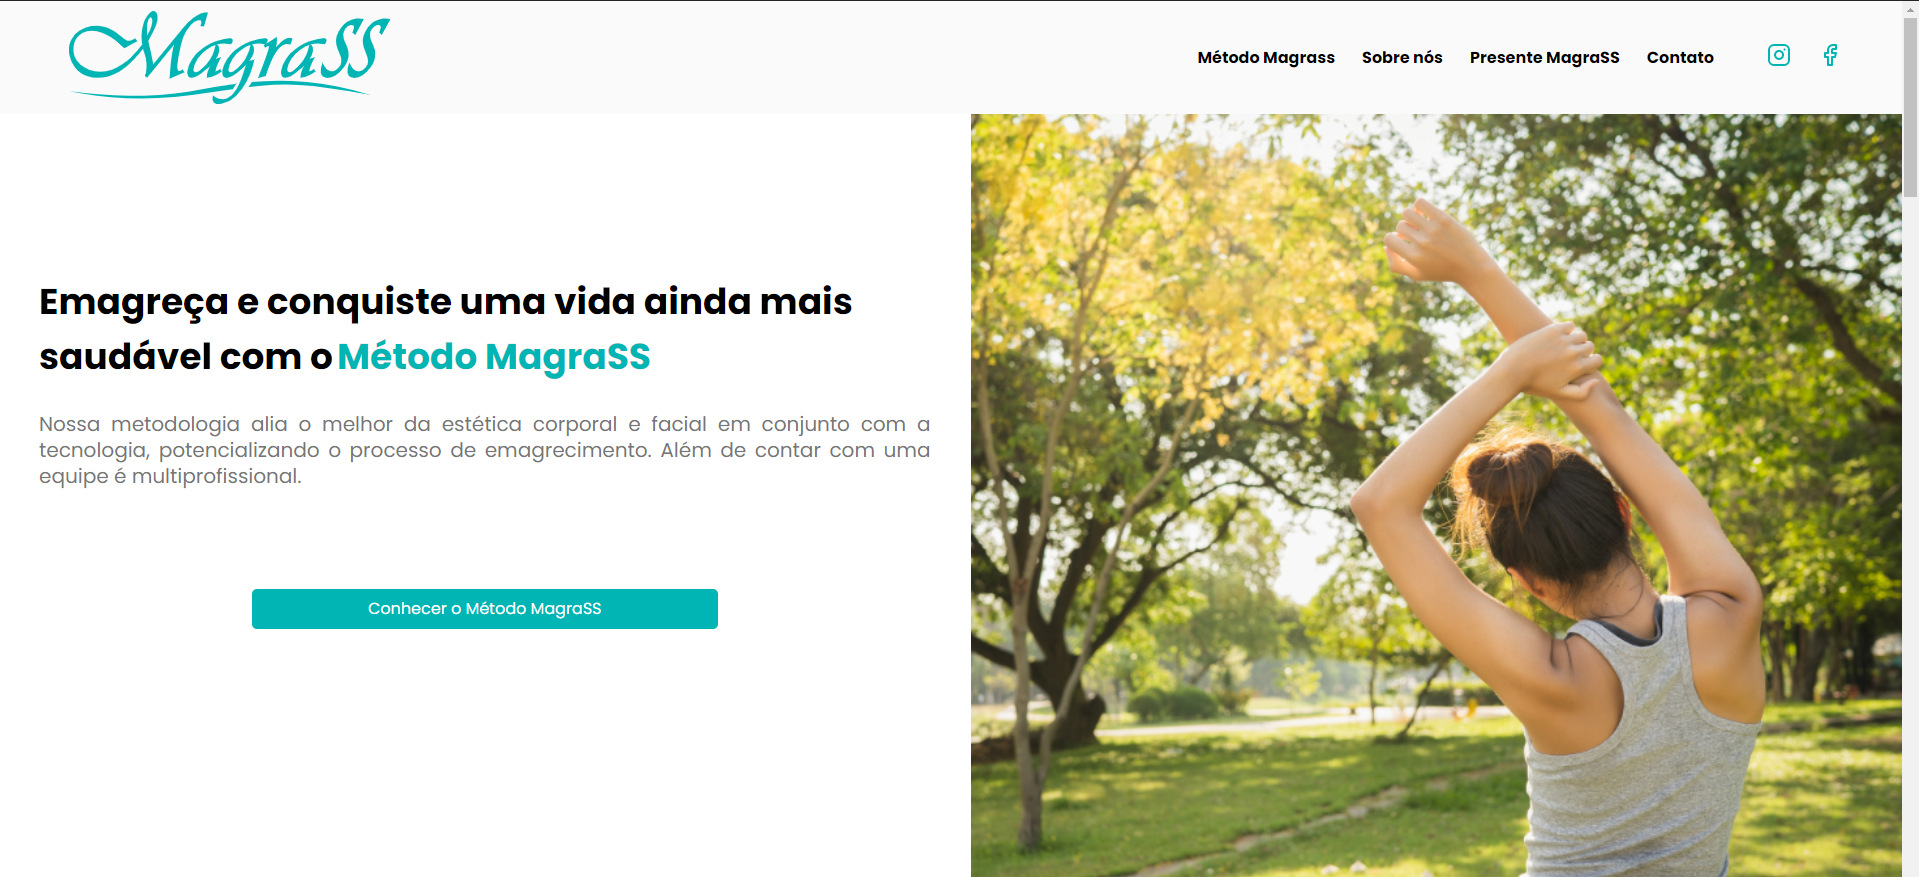 MagraSS
Método Magrass
Sobre nós
Presente MagraSS
Contato
Emagreça e conquiste uma vida ainda mais
saudável com o Método MagraSS
Nossa metodologia alia o melhor da estética corporal e facial em conjunto com a
tecnologia, potencializando o processo de emagrecimento. Além de contar com uma
equipe é multiprofissional.
Conhecer o Método MagraSS